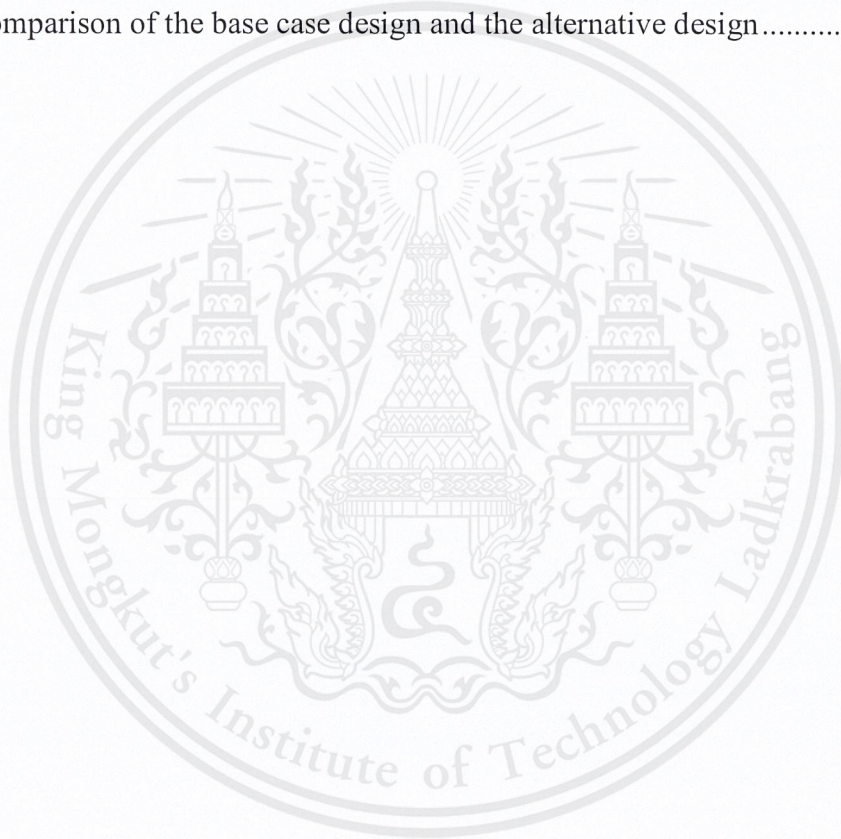 omparison of the base case design and the alternative design..........
King Mongkut's Institute of Technology Ladkrabang